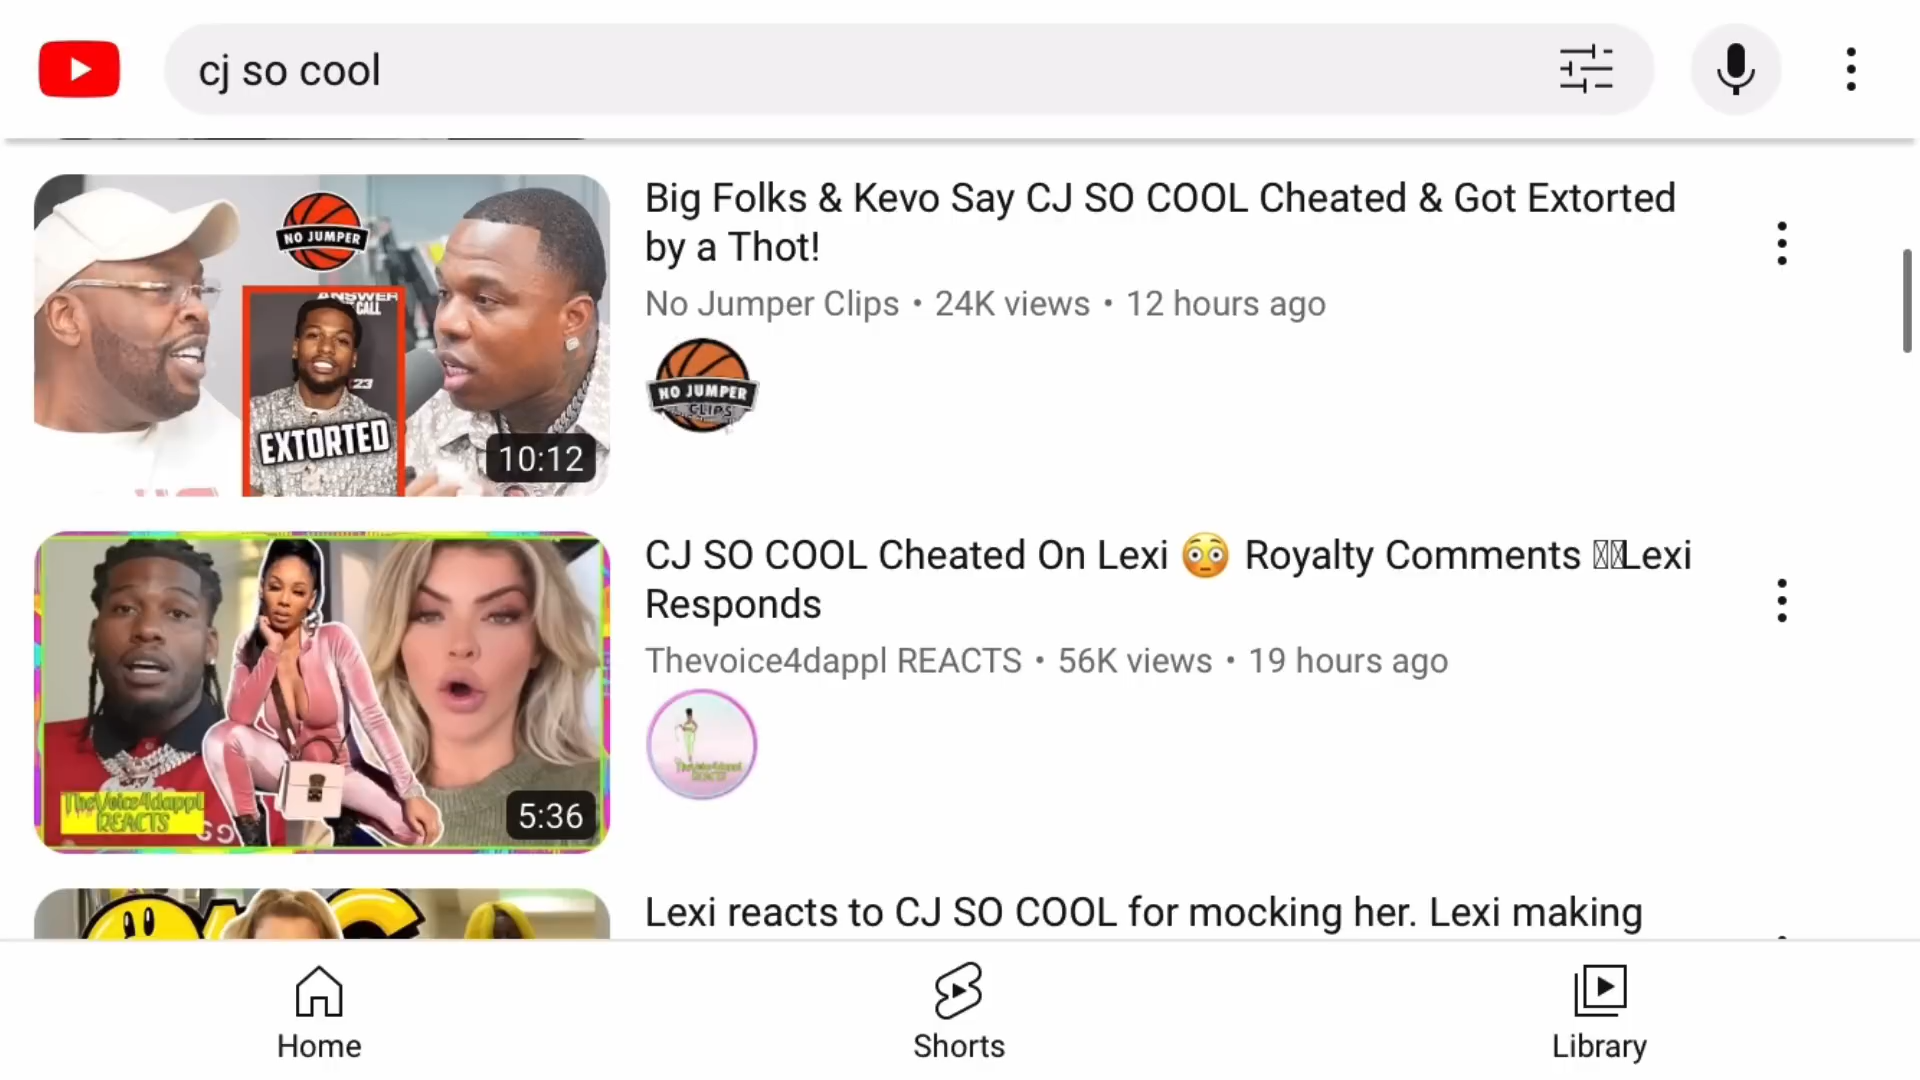 cj so cool
NO JUMPER
ANSWER
CALL
23
EXTORTED
10:12
Big Folks & Kevo Say CJ SO COOL Cheated & Got Extorted
by a Thot!
No Jumper Clips • 24K views • 12 hours ago
NO JUMPER
CLIPS
TheVoice4dappl
REACTS
5:36
CJ SO COOL Cheated On Lexi 😳 Royalty Comments Lexi
Responds
Thevoice4dappl REACTS • 56K views • 19 hours ago
TheVoice4dappl
REACTS
Lexi reacts to CJ SO COOL for mocking her. Lexi making
Home
Shorts
Library